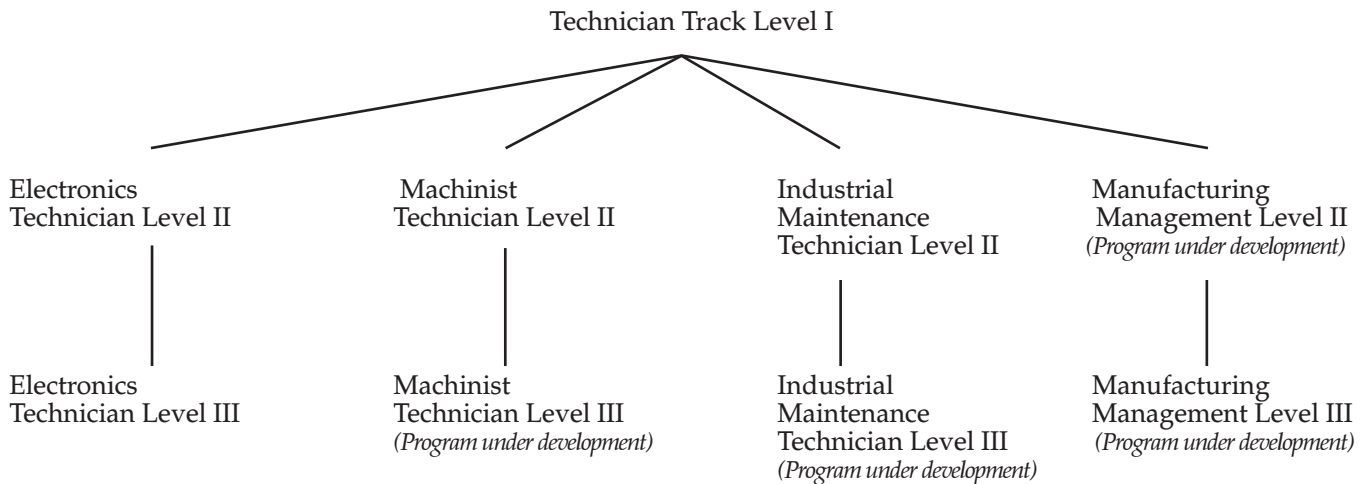 Technician Track Level I
Electronics
Technician Level II
Machinist
Technician Level II
Industrial
Maintenance
Technician Level II
Manufacturing
Management Level II
(Program under development)
Electronics
Technician Level III
Machinist
Technician Level III
(Program under development)
Industrial
Maintenance
Technician Level III
(Program under development)
Manufacturing
Management Level III
(Program under development)